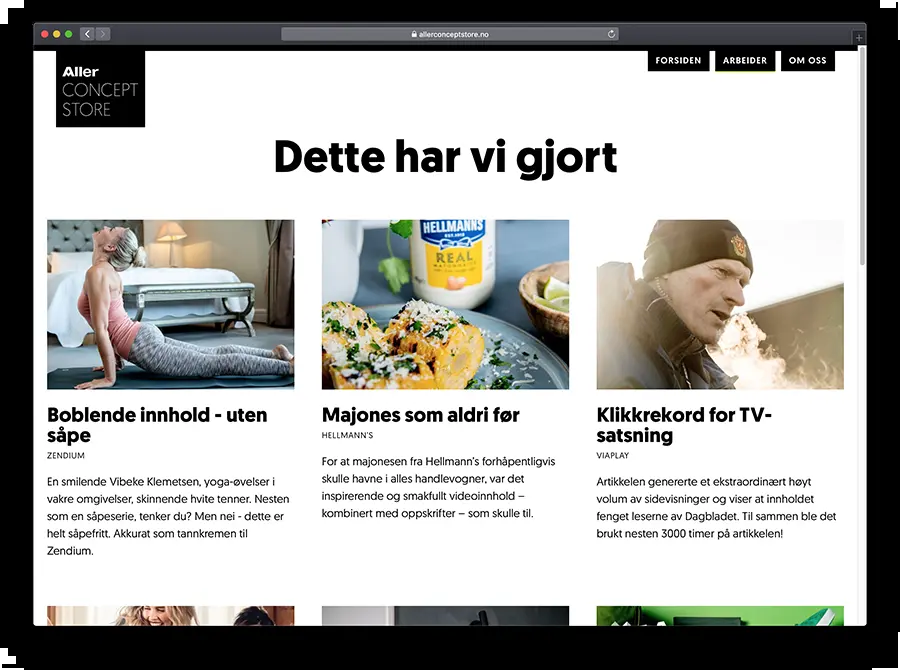 allerconceptstore.no
Aller
CONCEPT
STORE
FORSIDEN
ARBEIDER
OM OSS
Dette har vi gjort
HELLMANN'S
REAL
Boblende innhold - uten
såpe
ZENDIUM
En smilende Vibeke Klemetsen, yoga-øvelser i
vakre omgivelser, skinnende hvite tenner. Nesten
som en såpeserie, tenker du? Men nei - dette er
helt såpefritt. Akkurat som tannkremen til
Zendium.
Majones som aldri før
HELLMANN'S
For at majonesen fra Hellmann's forhåpentligvis
skulle havne i alles handlevogner, var det
inspirerende og smakfullt videoinnhold –
kombinert med oppskrifter – som skulle til.
Klikkrekord for TV-
satsning
VIAPLAY
Artikkelen genererte et ekstraordinært høyt
volum av sidevisninger og viser at innholdet
fenget leserne av Dagbladet. Til sammen ble det
brukt nesten 3000 timer på artikkelen!